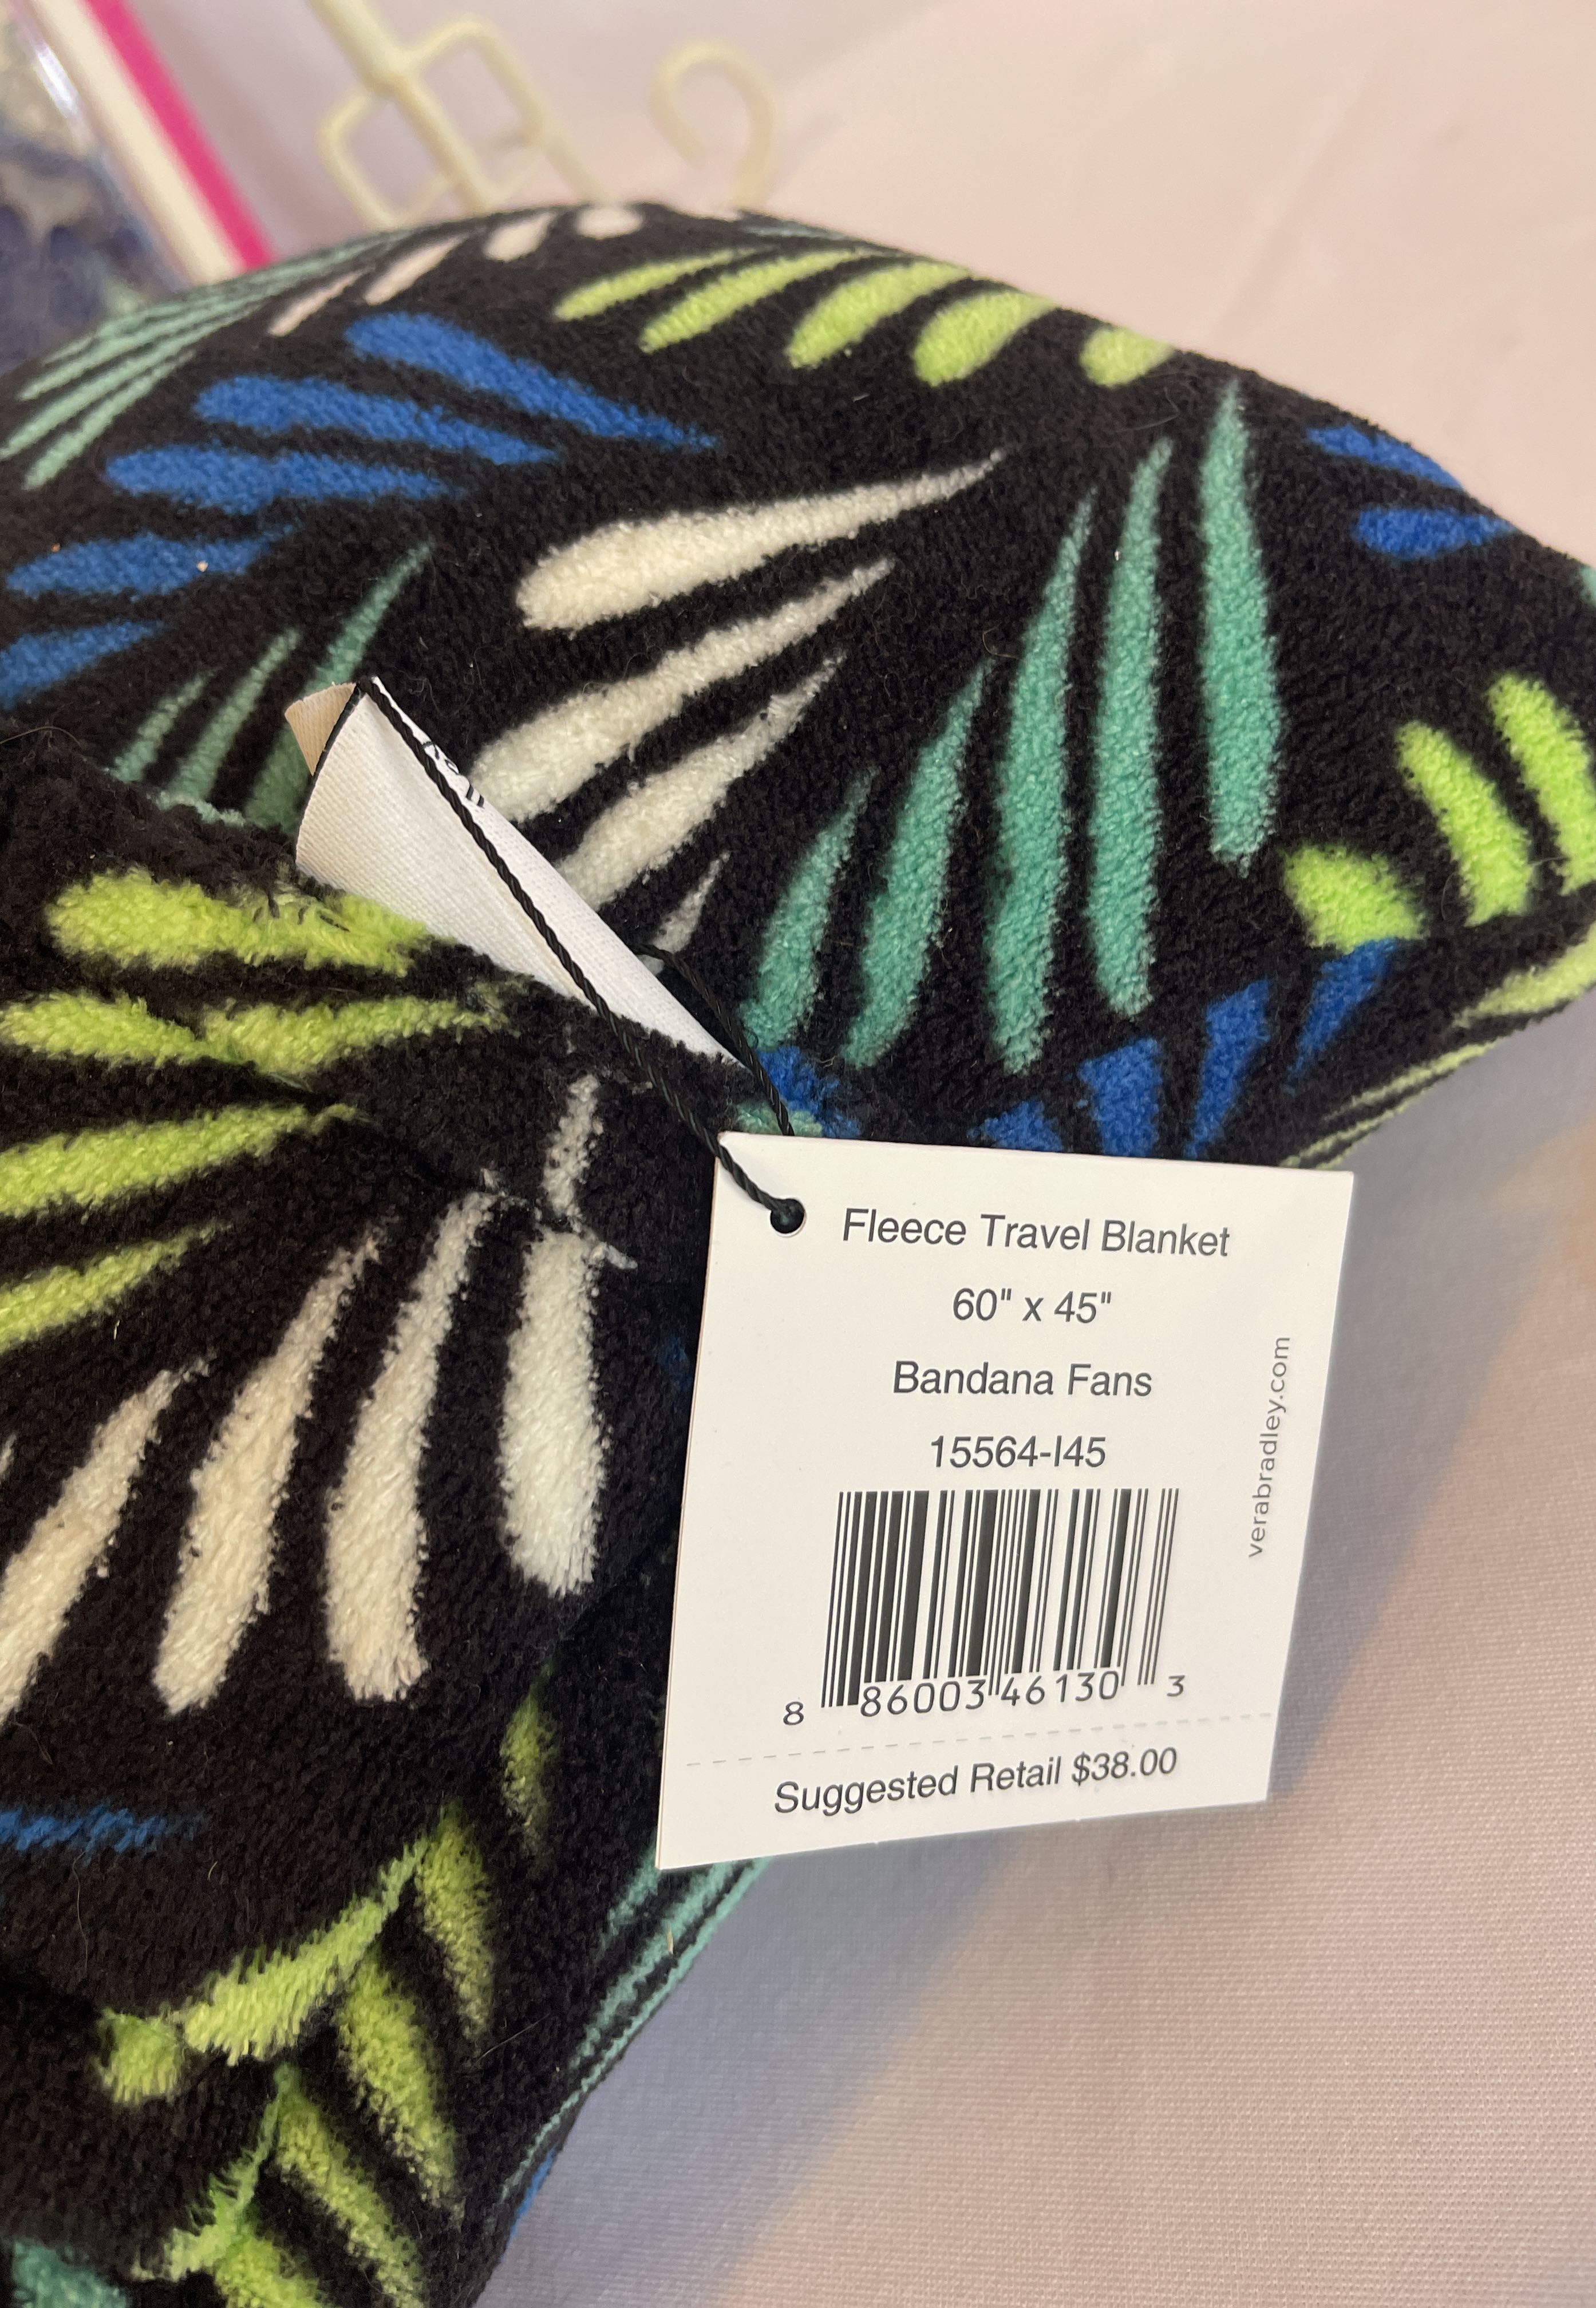 Fleece Travel Blanket
60" x 45"
Bandana Fans
15564-I45
verabradley.com
8 86003 46130 3
Suggested Retail $38.00